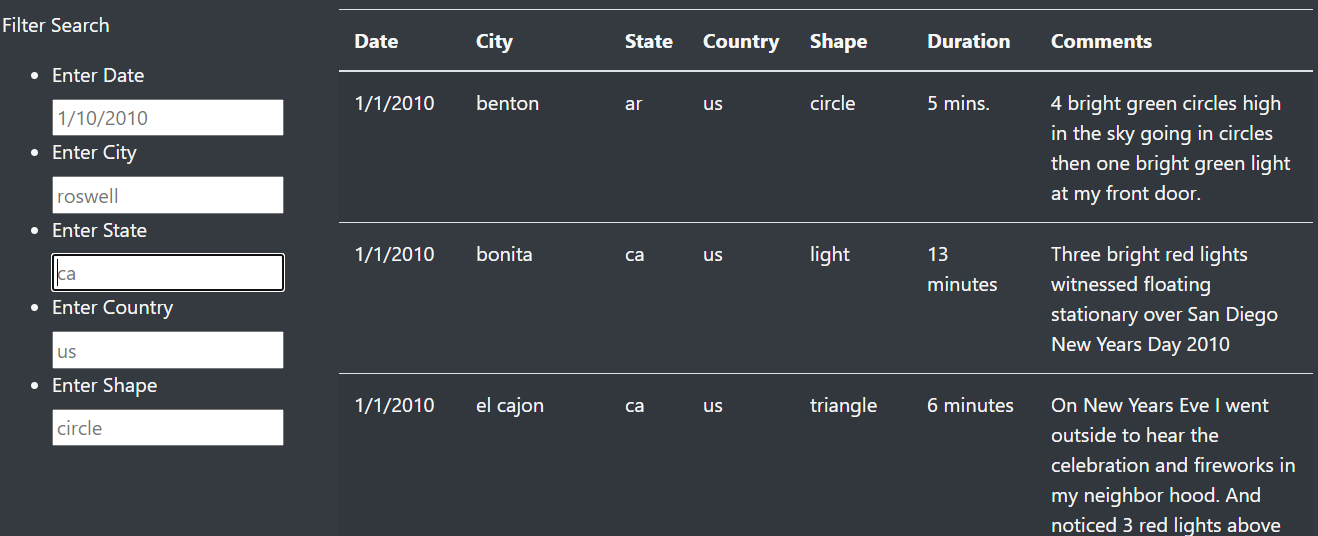 Filter Search
Enter Date
1/10/2010
Enter City
roswell
Enter State
ca
Enter Country
us
Enter Shape
circle
Date City State Country Shape Duration Comments
1/1/2010 benton ar us circle 5 mins. 4 bright green circles high
in the sky going in circles
then one bright green light
at my front door.
1/1/2010 bonita ca us light 13 Three bright red lights
minutes witnessed floating
stationary over San Diego
New Years Day 2010
1/1/2010 el cajon ca us triangle 6 minutes On New Years Eve I went
outside to hear the
celebration and fireworks in
my neighbor hood. And
noticed 3 red lights above